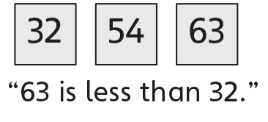 32 54 63
“63 is less than 32.”